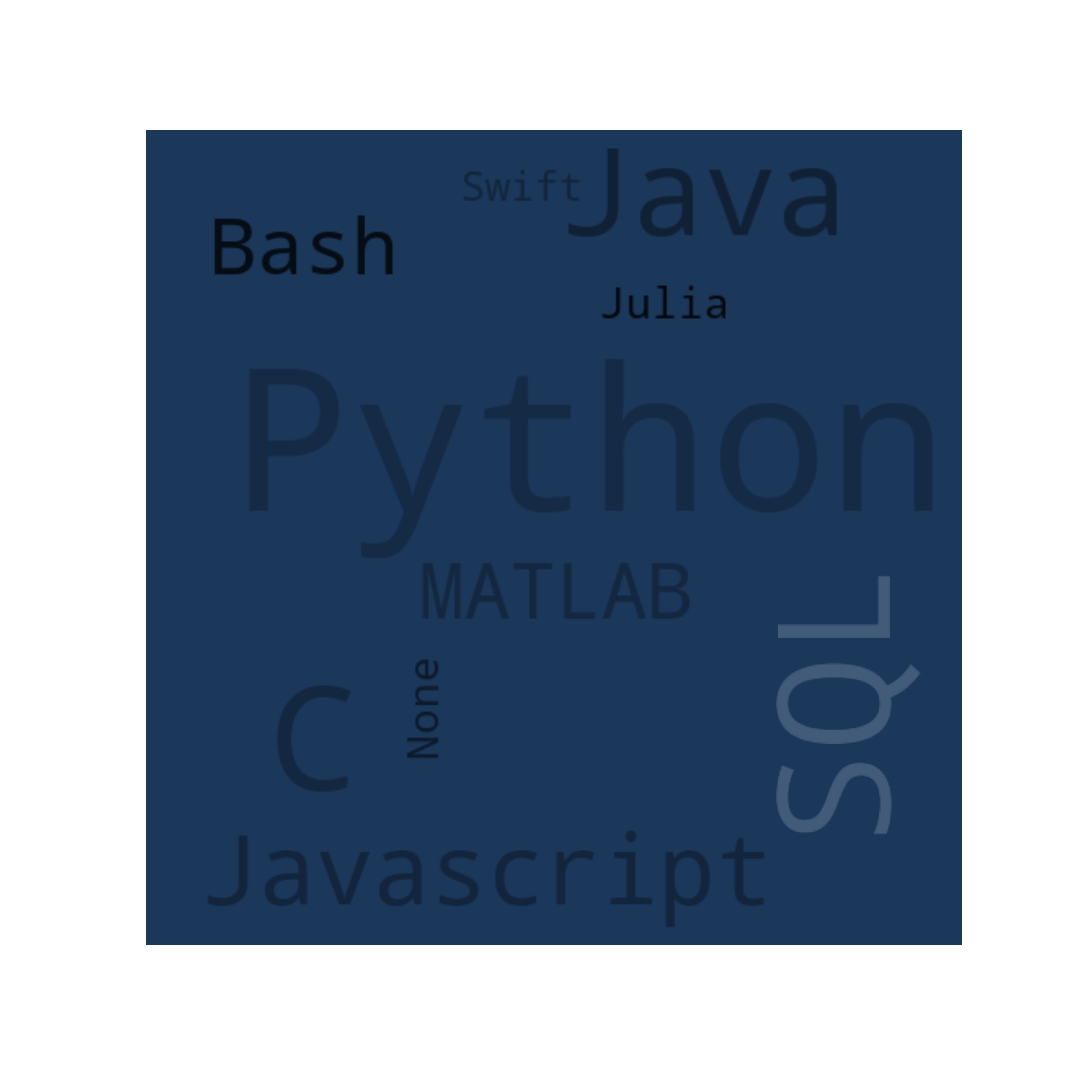 Swift
Java
Bash
Julia
Python
MATLAB
SQL
None
C
Javascript